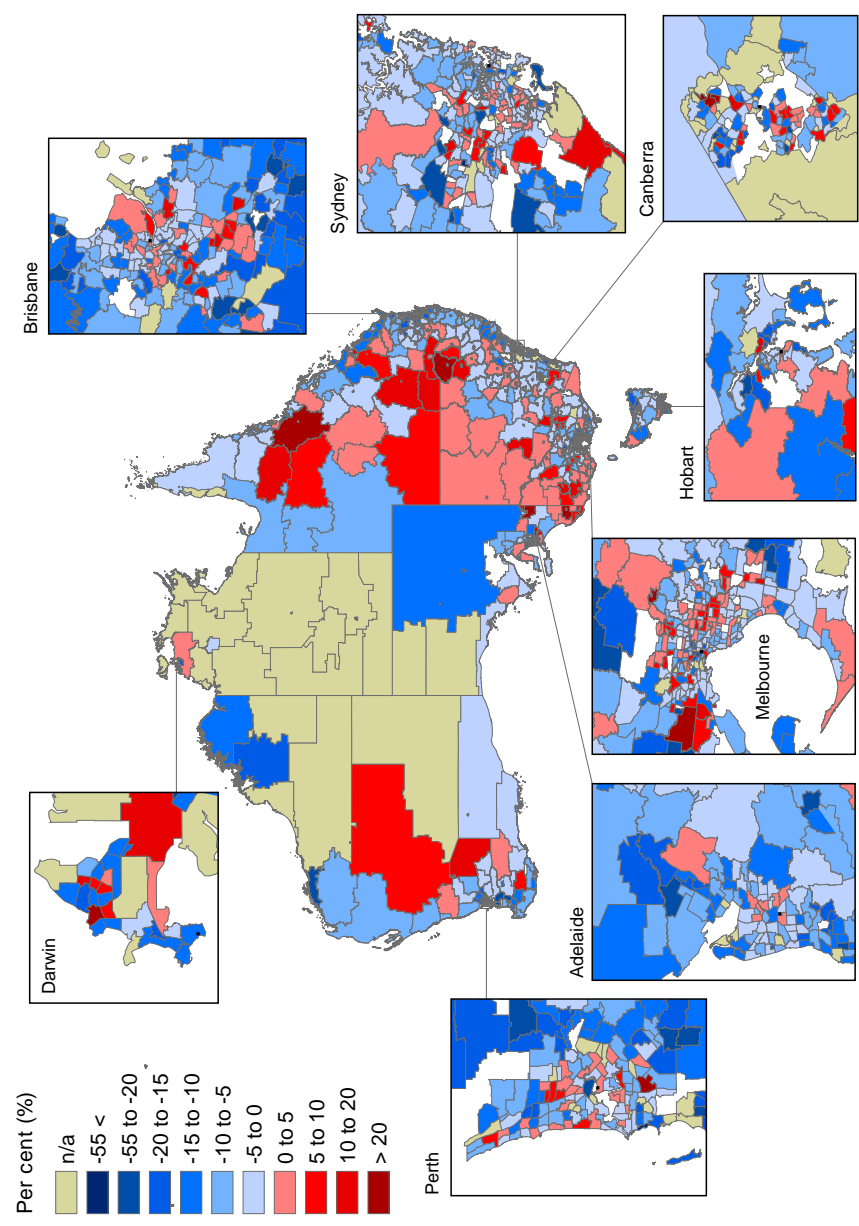 Per cent (%)
n/a
-55 <
-55 to -20
-20 to -15
-15 to -10
-10 to -5
-5 to 0
0 to 5
5 to 10
10 to 20
> 20
Darwin
Brisbane
Sydney
Canberra
Hobart
Melbourne
Adelaide
Perth